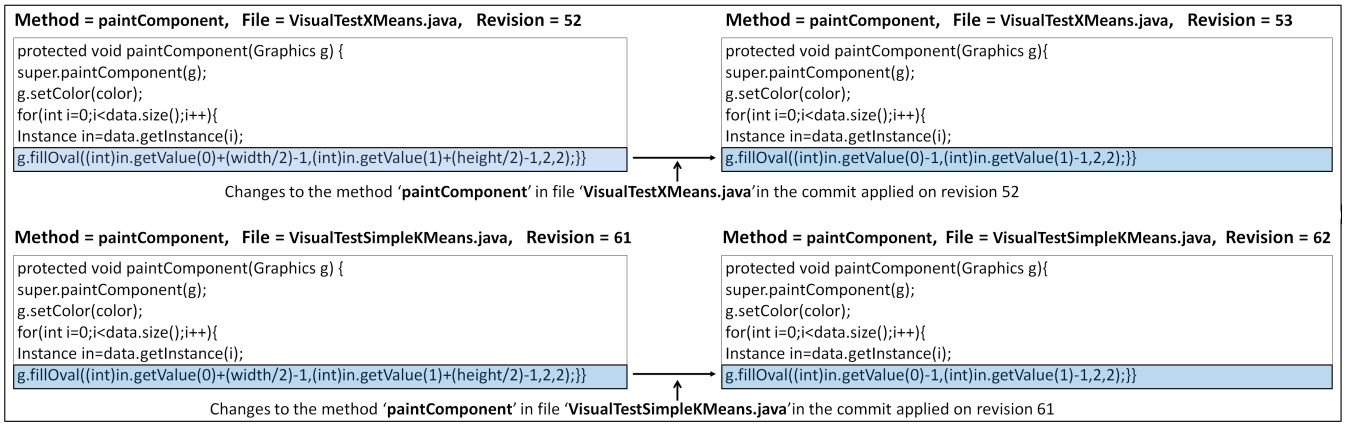 Method = paintComponent, File = VisualTestXMeans.java, Revision = 52
protected void paintComponent(Graphics g) {
super.paintComponent(g);
g.setColor(color);
for(int i=0;i<data.size();i++){
Instance in=data.getInstance(i);
g.fillOval((int)in.getValue(0)+(width/2)-1,(int)in.getValue(1)+(height/2)-1,2,2);}}
Method = paintComponent, File = VisualTestXMeans.java, Revision = 53
protected void paintComponent(Graphics g){
super.paintComponent(g);
g.setColor(color);
for(int i=0;i<data.size();i++){
Instance in=data.getInstance(i);
g.fillOval((int)in.getValue(0)-1,(int)in.getValue(1)-1,2,2);}}
Changes to the method ‘paintComponent’ in file ‘VisualTestXMeans.java’in the commit applied on revision 52
Method = paintComponent, File = VisualTestSimpleKMeans.java, Revision = 61
protected void paintComponent(Graphics g) {
super.paintComponent(g);
g.setColor(color);
for(int i=0;i<data.size();i++){
Instance in=data.getInstance(i);
g.fillOval((int)in.getValue(0)+(width/2)-1,(int)in.getValue(1)+(height/2)-1,2,2);}}
Method = paintComponent, File = VisualTestSimpleKMeans.java, Revision = 62
protected void paintComponent(Graphics g){
super.paintComponent(g);
g.setColor(color);
for(int i=0;i<data.size();i++){
Instance in=data.getInstance(i);
g.fillOval((int)in.getValue(0)-1,(int)in.getValue(1)-1,2,2);}}
Changes to the method ‘paintComponent’ in file ‘VisualTestSimpleKMeans.java’in the commit applied on revision 61